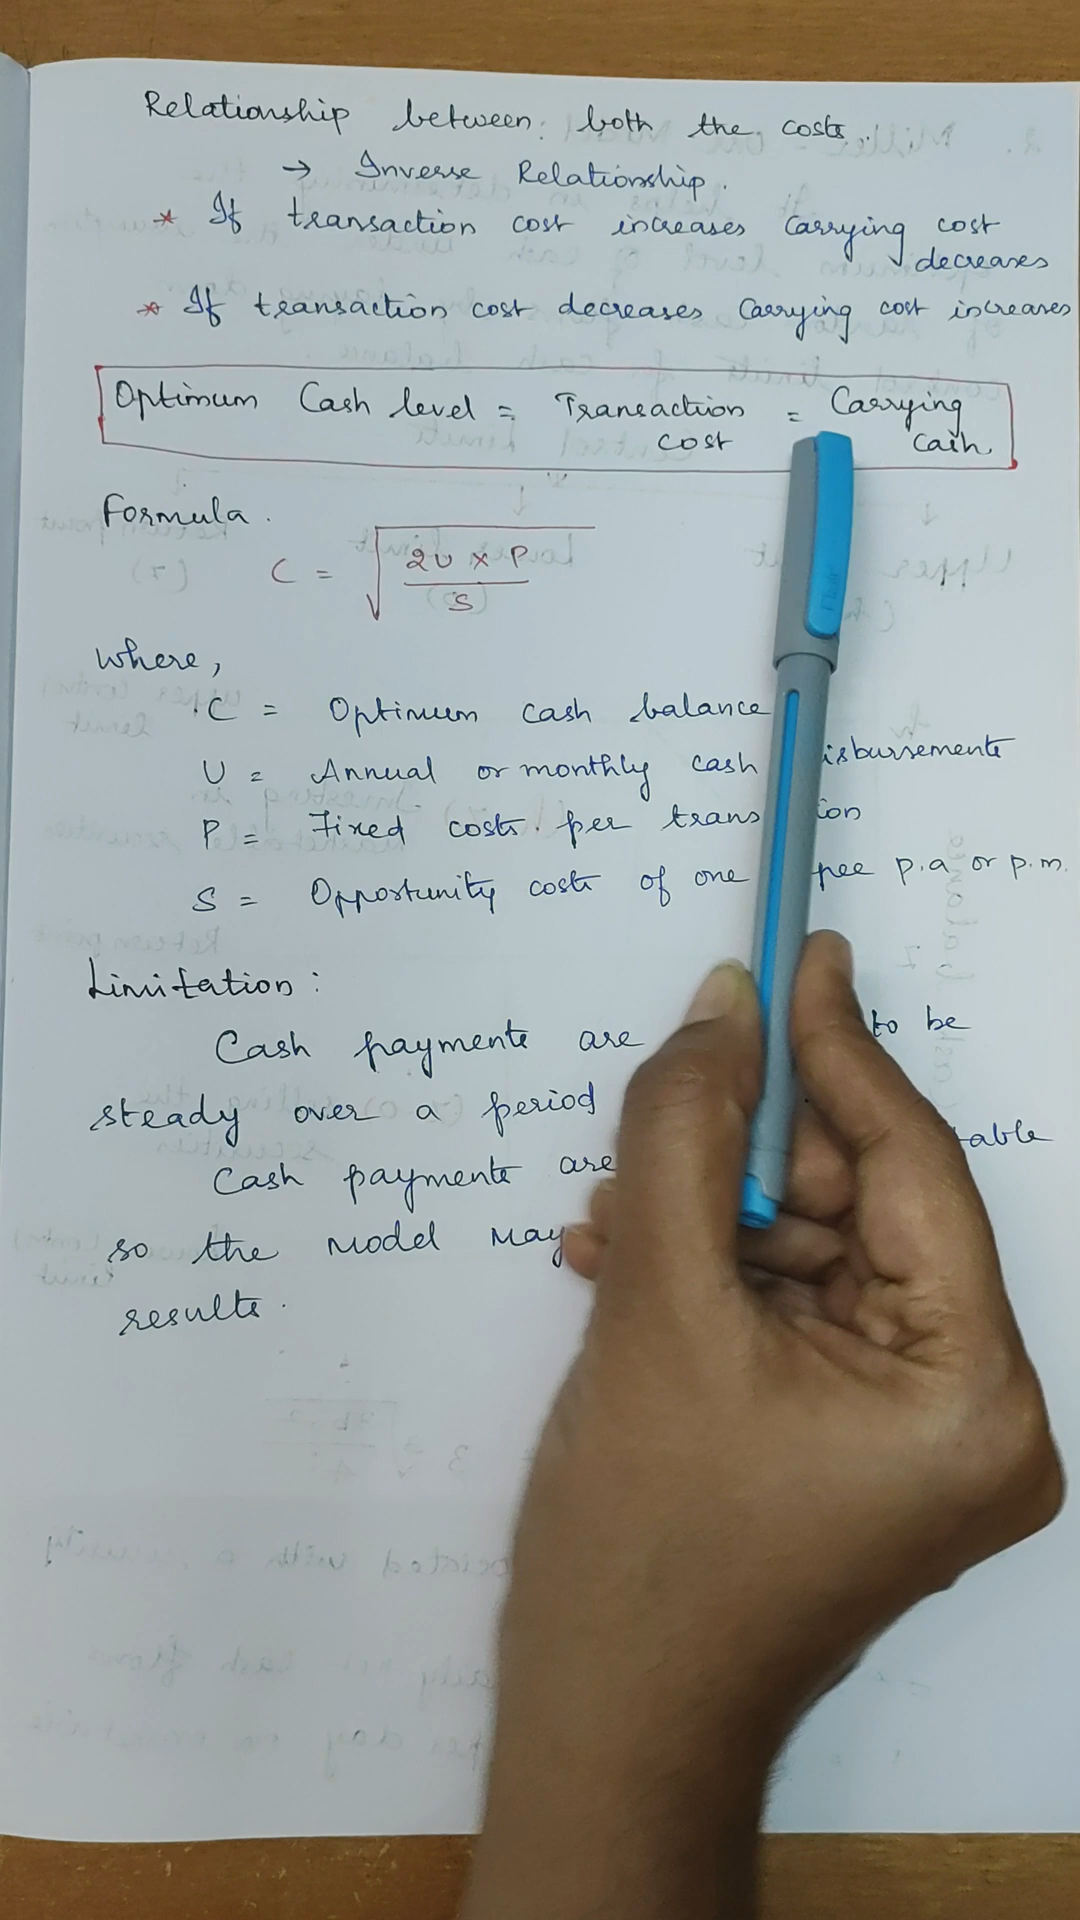 Relationship between both the costs.
→ Inverse Relationship.
* If transaction cost increases carrying cost
decreases
* If transaction cost decreases carrying cost increases
Optimum Cash level = Transaction = Carrying
cost cash.
Formula.
C = √ 2U × P
S
where,
C = Optimum cash balance
U = Annual or monthly cash isbursements
P = Fixed costs per trans ion
S = Opportunity costs of one pee p.a or p.m.
Limitation :
Cash payments are to be
steady over a period
Cash payments are table
so the model may
results.